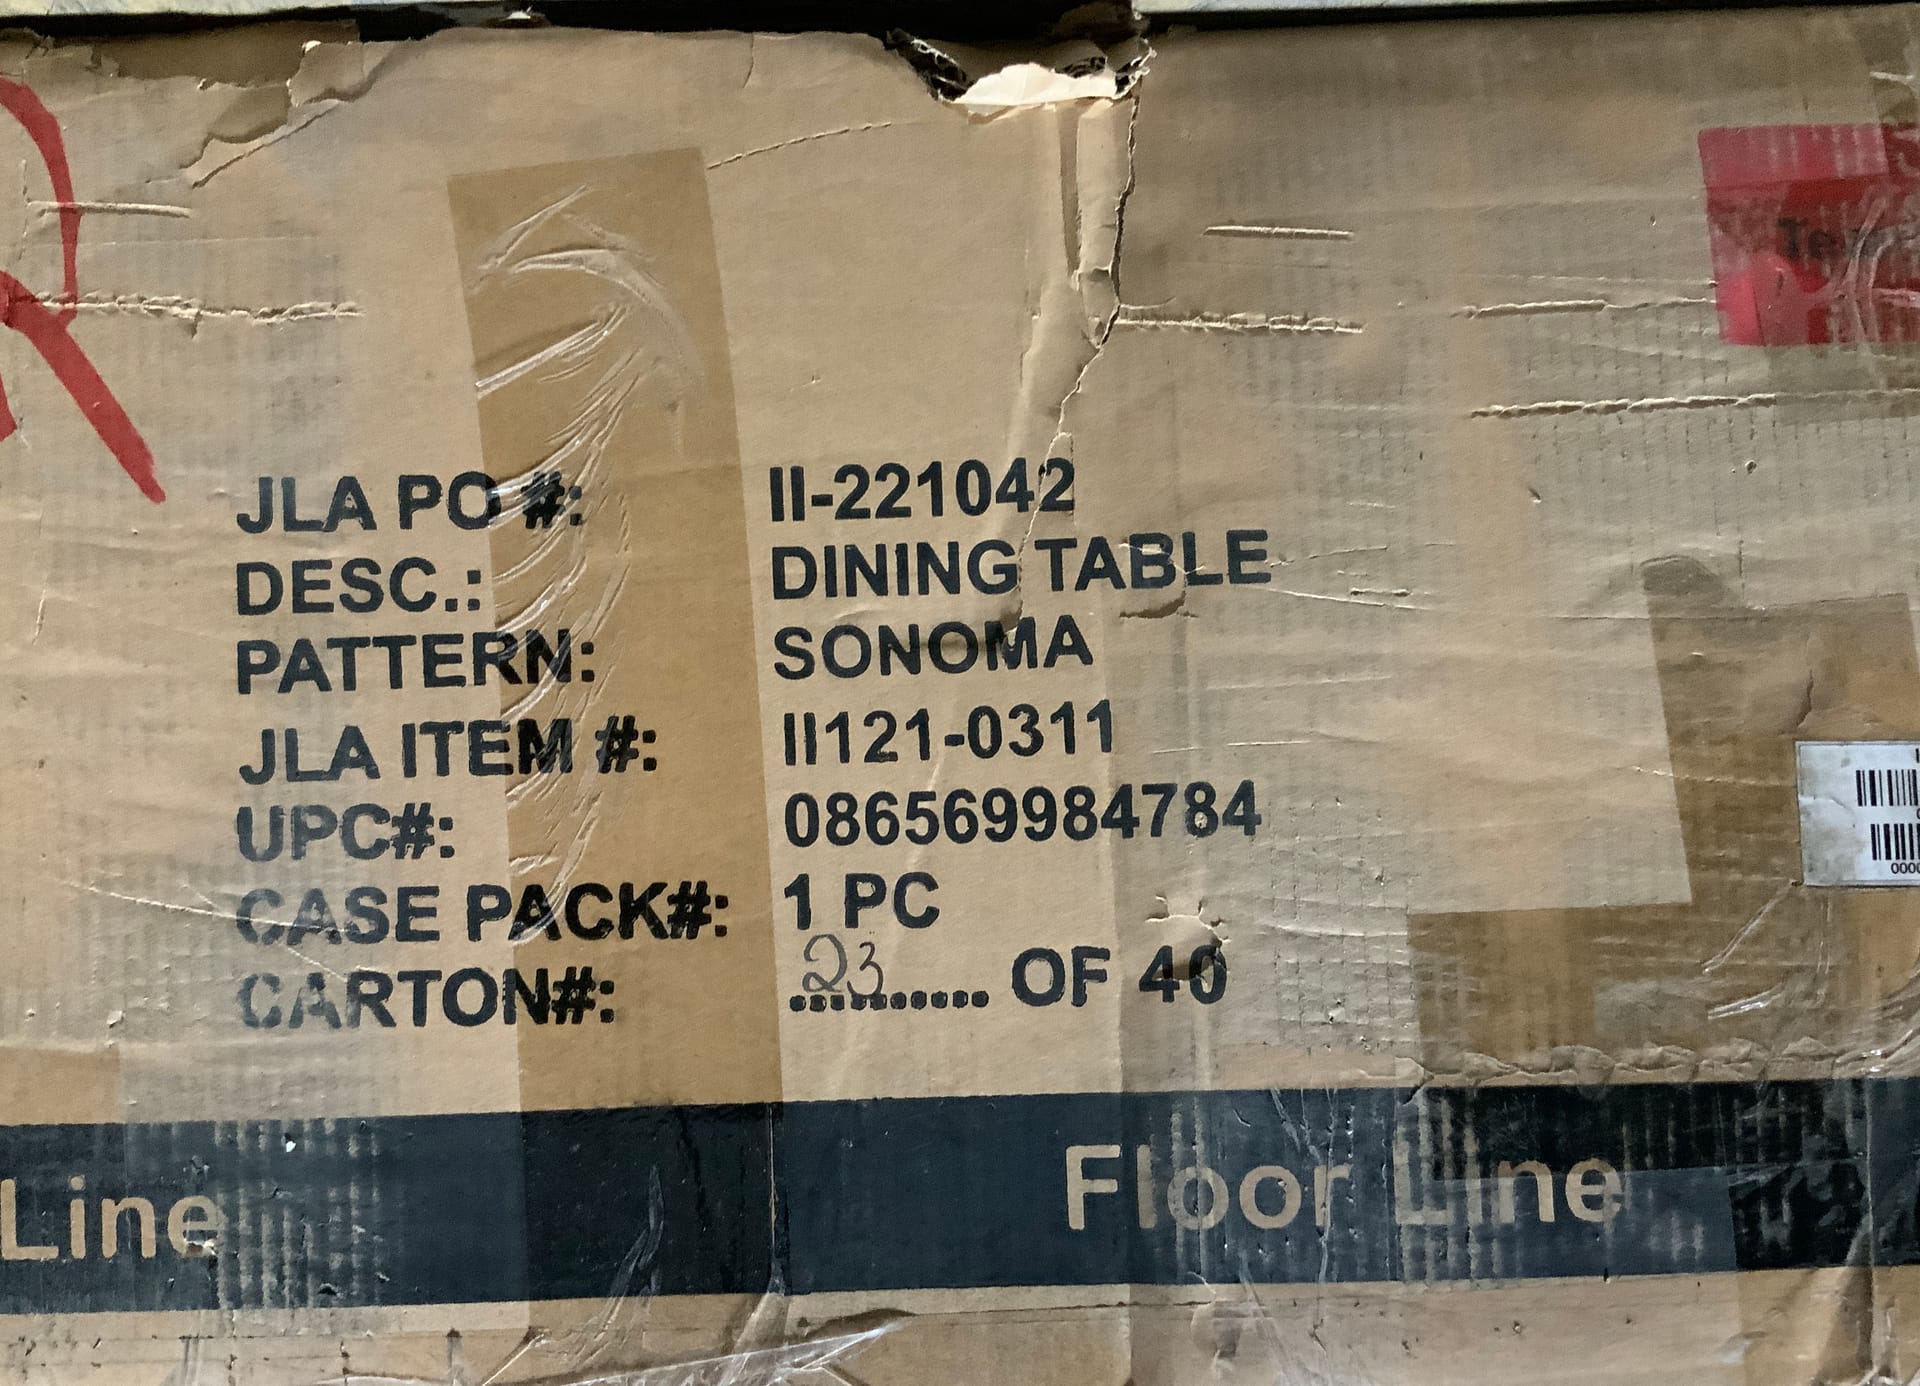 JLA PO #: II-221042
DESC.: DINING TABLE
PATTERN: SONOMA
JLA ITEM #: II121-0311
UPC#: 086569984784
CASE PACK#: 1 PC
CARTON#: 23 .......... OF 40
Line Floor Line